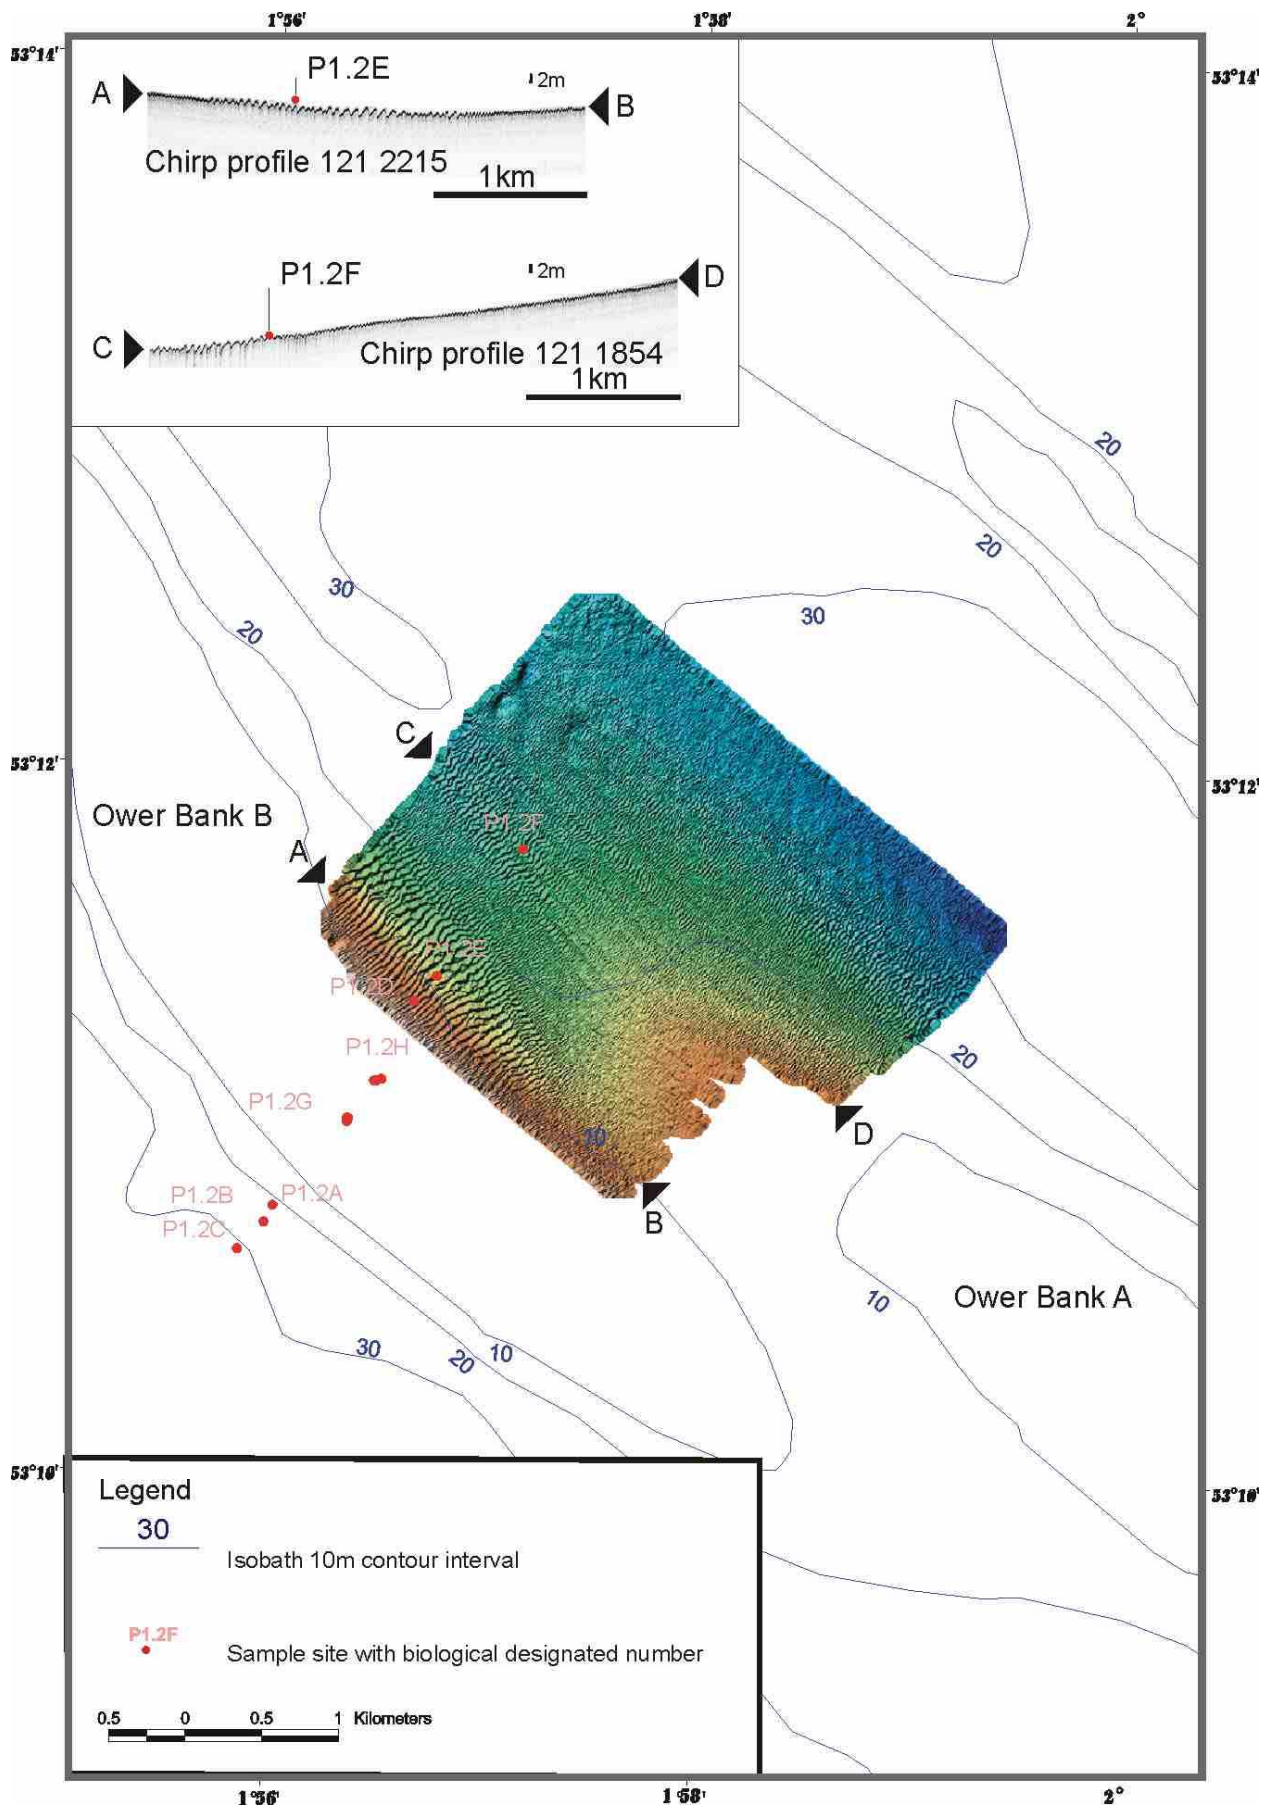 1°56' 1°58' 2°
53°14' 53°14'
P1.2E
2m
A B
Chirp profile 121 2215
1km
P1.2F
2m
D
C
Chirp profile 121 1854
1km
20
20
30
30
20
C
53°12' 53°12'
Ower Bank B
P1.2F
A
P1.2E
P1.2D
P1.2H
20
P1.2G
D
10
P1.2A
P1.2B
B
P1.2C
Ower Bank A
10
30
20
10
53°10' 53°10'
Legend
30
Isobath 10m contour interval
P1.2F
Sample site with biological designated number
0.5 0 0.5 1 Kilometers
1°56' 1°58' 2°